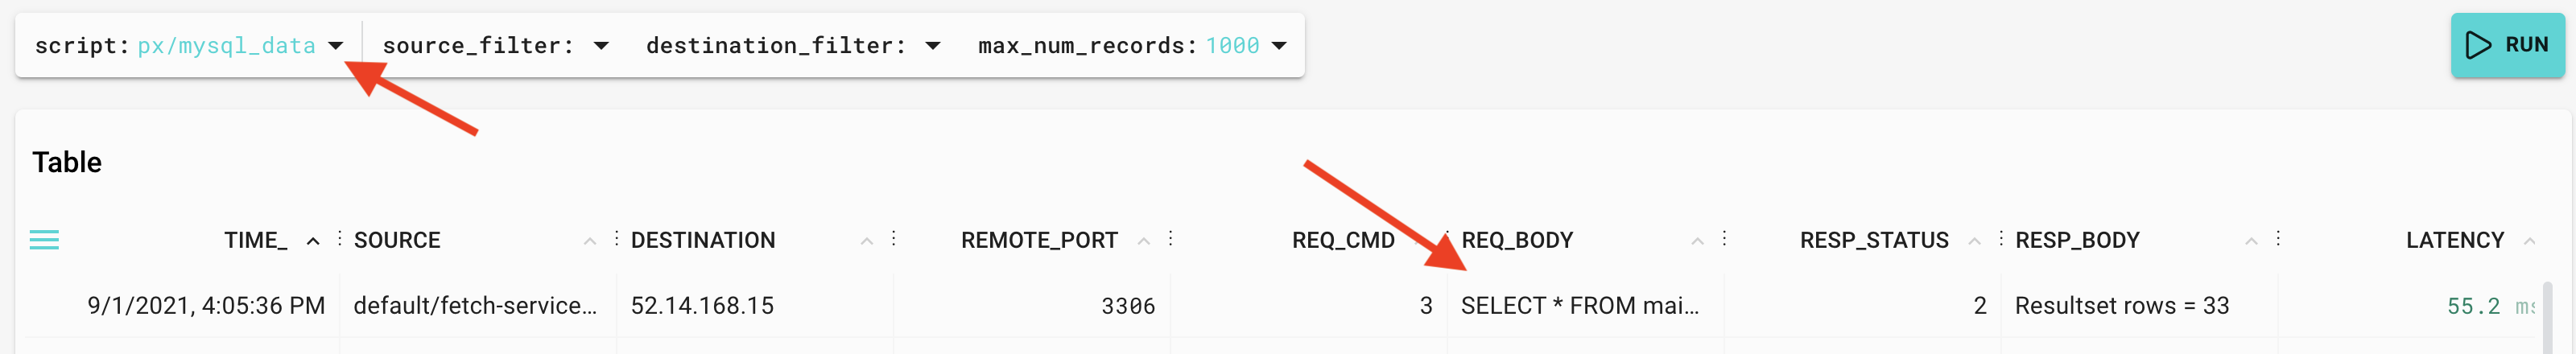 script: px/mysql_data source_filter: destination_filter: max_num_records: 1000 RUN
Table
TIME_ SOURCE DESTINATION REMOTE_PORT REQ_CMD REQ_BODY RESP_STATUS RESP_BODY LATENCY
9/1/2021, 4:05:36 PM default/fetch-service... 52.14.168.15 3306 3 SELECT * FROM mai... 2 Resultset rows = 33 55.2 ms